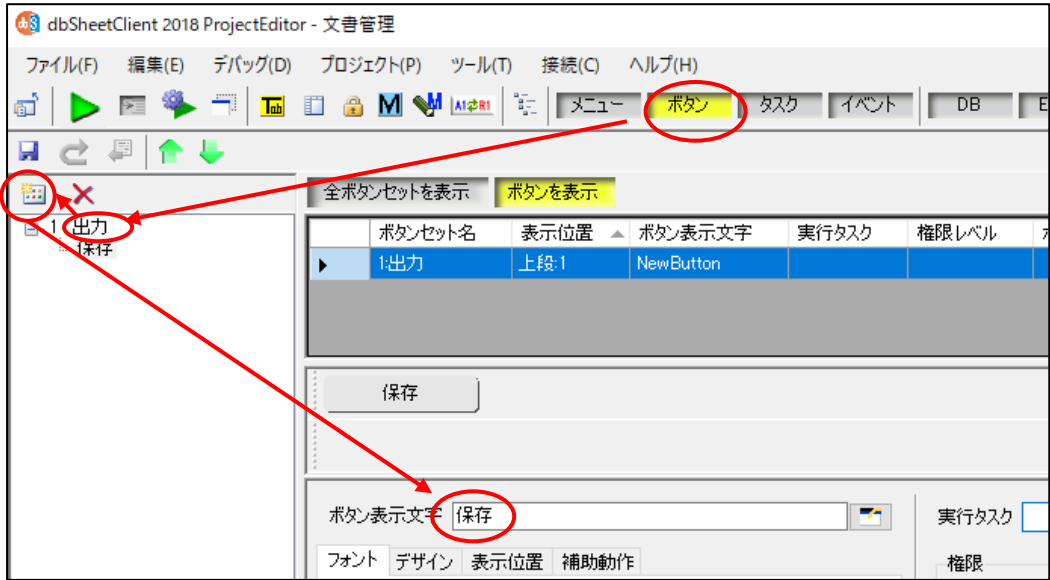 dbSheetClient 2018 ProjectEditor - 文書管理
ファイル(F) 編集(E) デバッグ(D) プロジェクト(P) ツール(T) 接続(C) ヘルプ(H)
Tab M M A1⇄R1 メニュー ボタン タスク イベント DB E
全ボタンセットを表示 ボタンを表示
1 出力
保存
ボタンセット名 表示位置 ボタン表示文字 実行タスク 権限レベル
1:出力 上段:1 NewButton
保存
ボタン表示文字 保存 実行タスク
フォント デザイン 表示位置 補助動作 権限